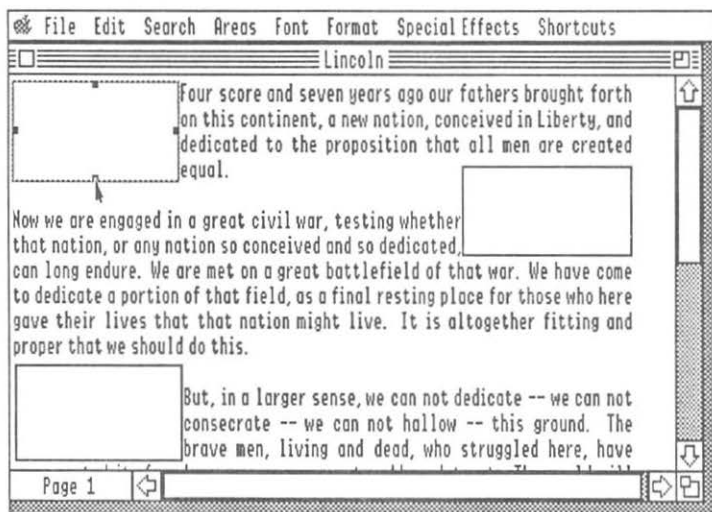 File Edit Search Areas Font Format Special Effects Shortcuts
Lincoln
Four score and seven years ago our fathers brought forth
on this continent, a new nation, conceived in Liberty, and
dedicated to the proposition that all men are created
equal.
Now we are engaged in a great civil war, testing whether
that nation, or any nation so conceived and so dedicated,
can long endure. We are met on a great battlefield of that war. We have come
to dedicate a portion of that field, as a final resting place for those who here
gave their lives that that nation might live. It is altogether fitting and
proper that we should do this.
But, in a larger sense, we can not dedicate -- we can not
consecrate -- we can not hallow -- this ground. The
brave men, living and dead, who struggled here, have
Page 1